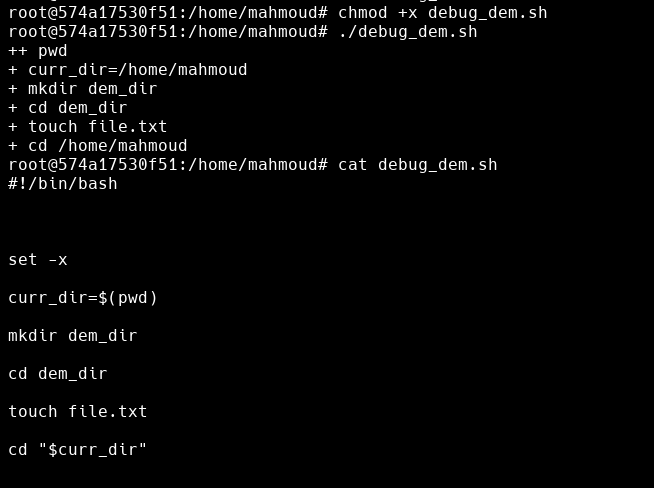 root@574a17530f51:/home/mahmoud# chmod +x debug_dem.sh
root@574a17530f51:/home/mahmoud# ./debug_dem.sh
++ pwd
+ curr_dir=/home/mahmoud
+ mkdir dem_dir
+ cd dem_dir
+ touch file.txt
+ cd /home/mahmoud
root@574a17530f51:/home/mahmoud# cat debug_dem.sh
#!/bin/bash
set -x
curr_dir=$(pwd)
mkdir dem_dir
cd dem_dir
touch file.txt
cd "$curr_dir"